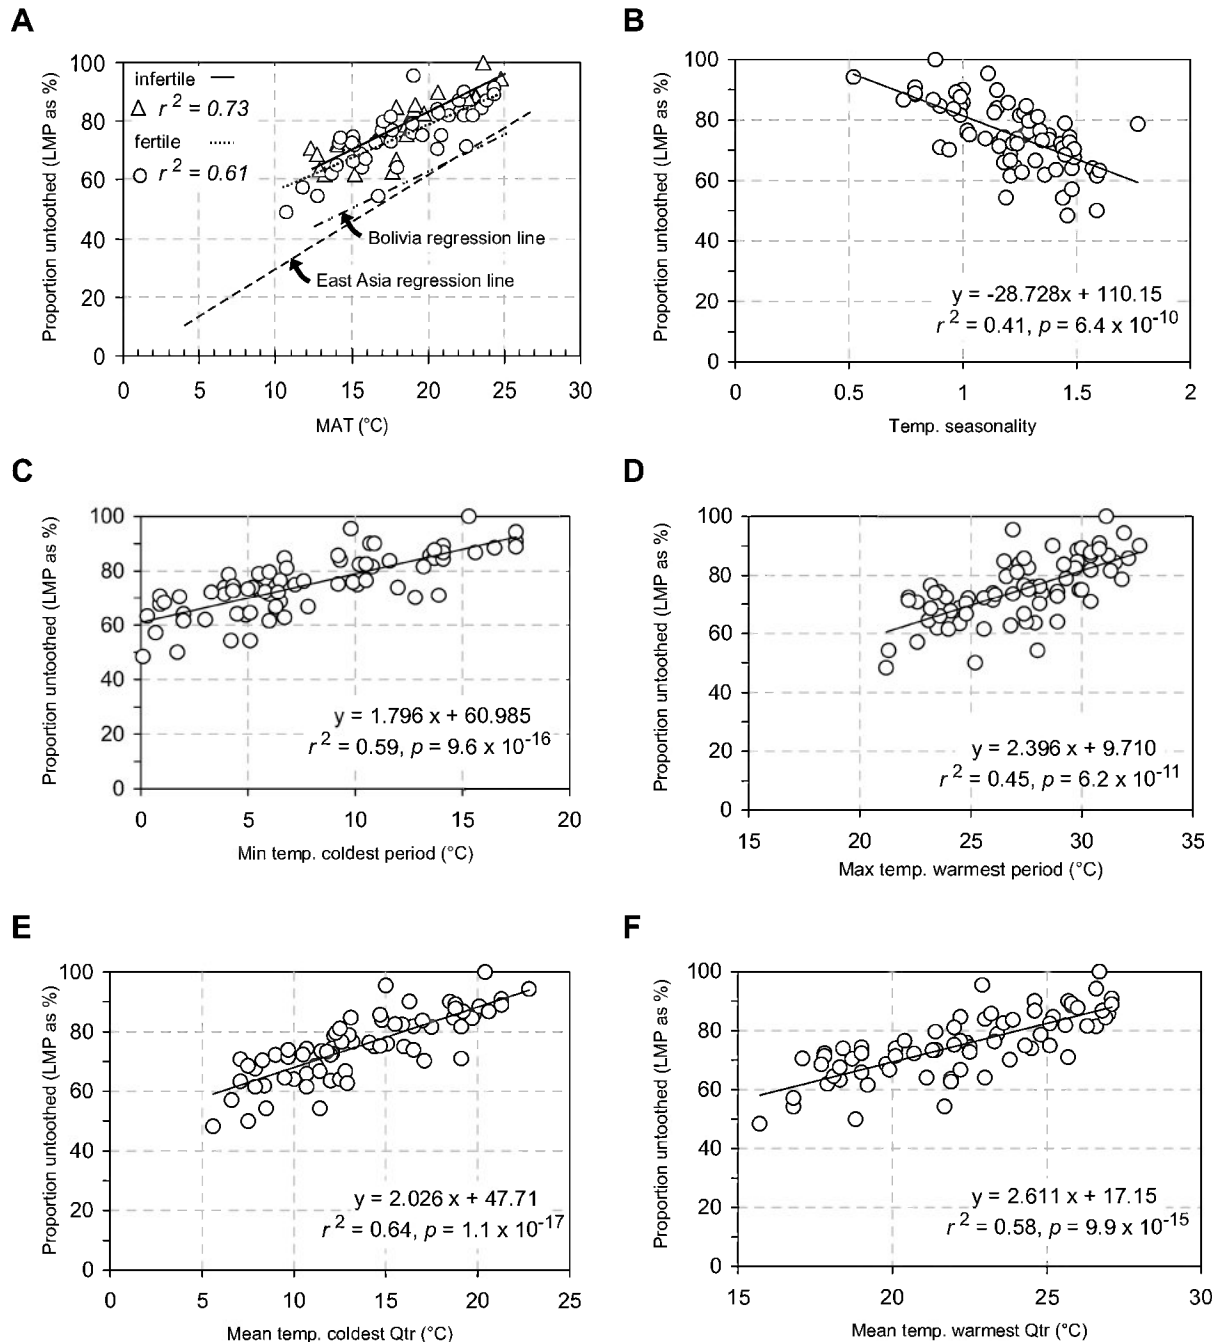 A
Proportion untoothed (LMP as %)
100
80
60
40
20
0
infertile
r² = 0.73
fertile
r² = 0.61
Bolivia regression line
East Asia regression line
0 5 10 15 20 25 30
MAT (°C)
B
Proportion untoothed (LMP as %)
100
80
60
40
20
0
y = -28.728x + 110.15
r² = 0.41, p = 6.4 x 10⁻¹⁰
0 0.5 1 1.5 2
Temp. seasonality
C
Proportion untoothed (LMP as %)
100
80
60
40
20
0
y = 1.796 x + 60.985
r² = 0.59, p = 9.6 x 10⁻¹⁶
0 5 10 15 20
Min temp. coldest period (°C)
D
Proportion untoothed (LMP as %)
100
80
60
40
20
0
y = 2.396 x + 9.710
r² = 0.45, p = 6.2 x 10⁻¹¹
15 20 25 30 35
Max temp. warmest period (°C)
E
Proportion untoothed (LMP as %)
100
80
60
40
20
0
y = 2.026 x + 47.71
r² = 0.64, p = 1.1 x 10⁻¹⁷
0 5 10 15 20 25
Mean temp. coldest Qtr (°C)
F
Proportion untoothed (LMP as %)
100
80
60
40
20
0
y = 2.611 x + 17.15
r² = 0.58, p = 9.9 x 10⁻¹⁵
15 20 25 30
Mean temp. warmest Qtr (°C)